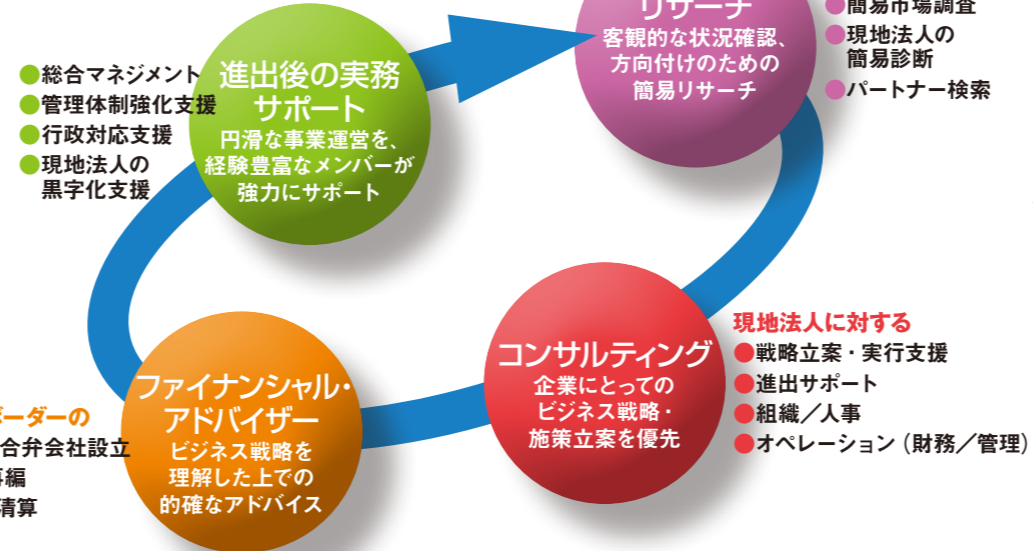 リサーチ
客観的な状況確認、
方向付けのための
簡易リサーチ
●簡易市場調査
●現地法人の
簡易診断
●パートナー検索
進出後の実務
サポート
円滑な事業運営を、
経験豊富なメンバーが
強力にサポート
●総合マネジメント
●管理体制強化支援
●行政対応支援
●現地法人の
黒字化支援
コンサルティング
企業にとっての
ビジネス戦略・
施策立案を優先
現地法人に対する
●戦略立案・実行支援
●進出サポート
●組織／人事
●オペレーション（財務／管理）
ファイナンシャル・
アドバイザー
ビジネス戦略を
理解した上での
的確なアドバイス
ボーダーの
合弁会社設立
再編
清算